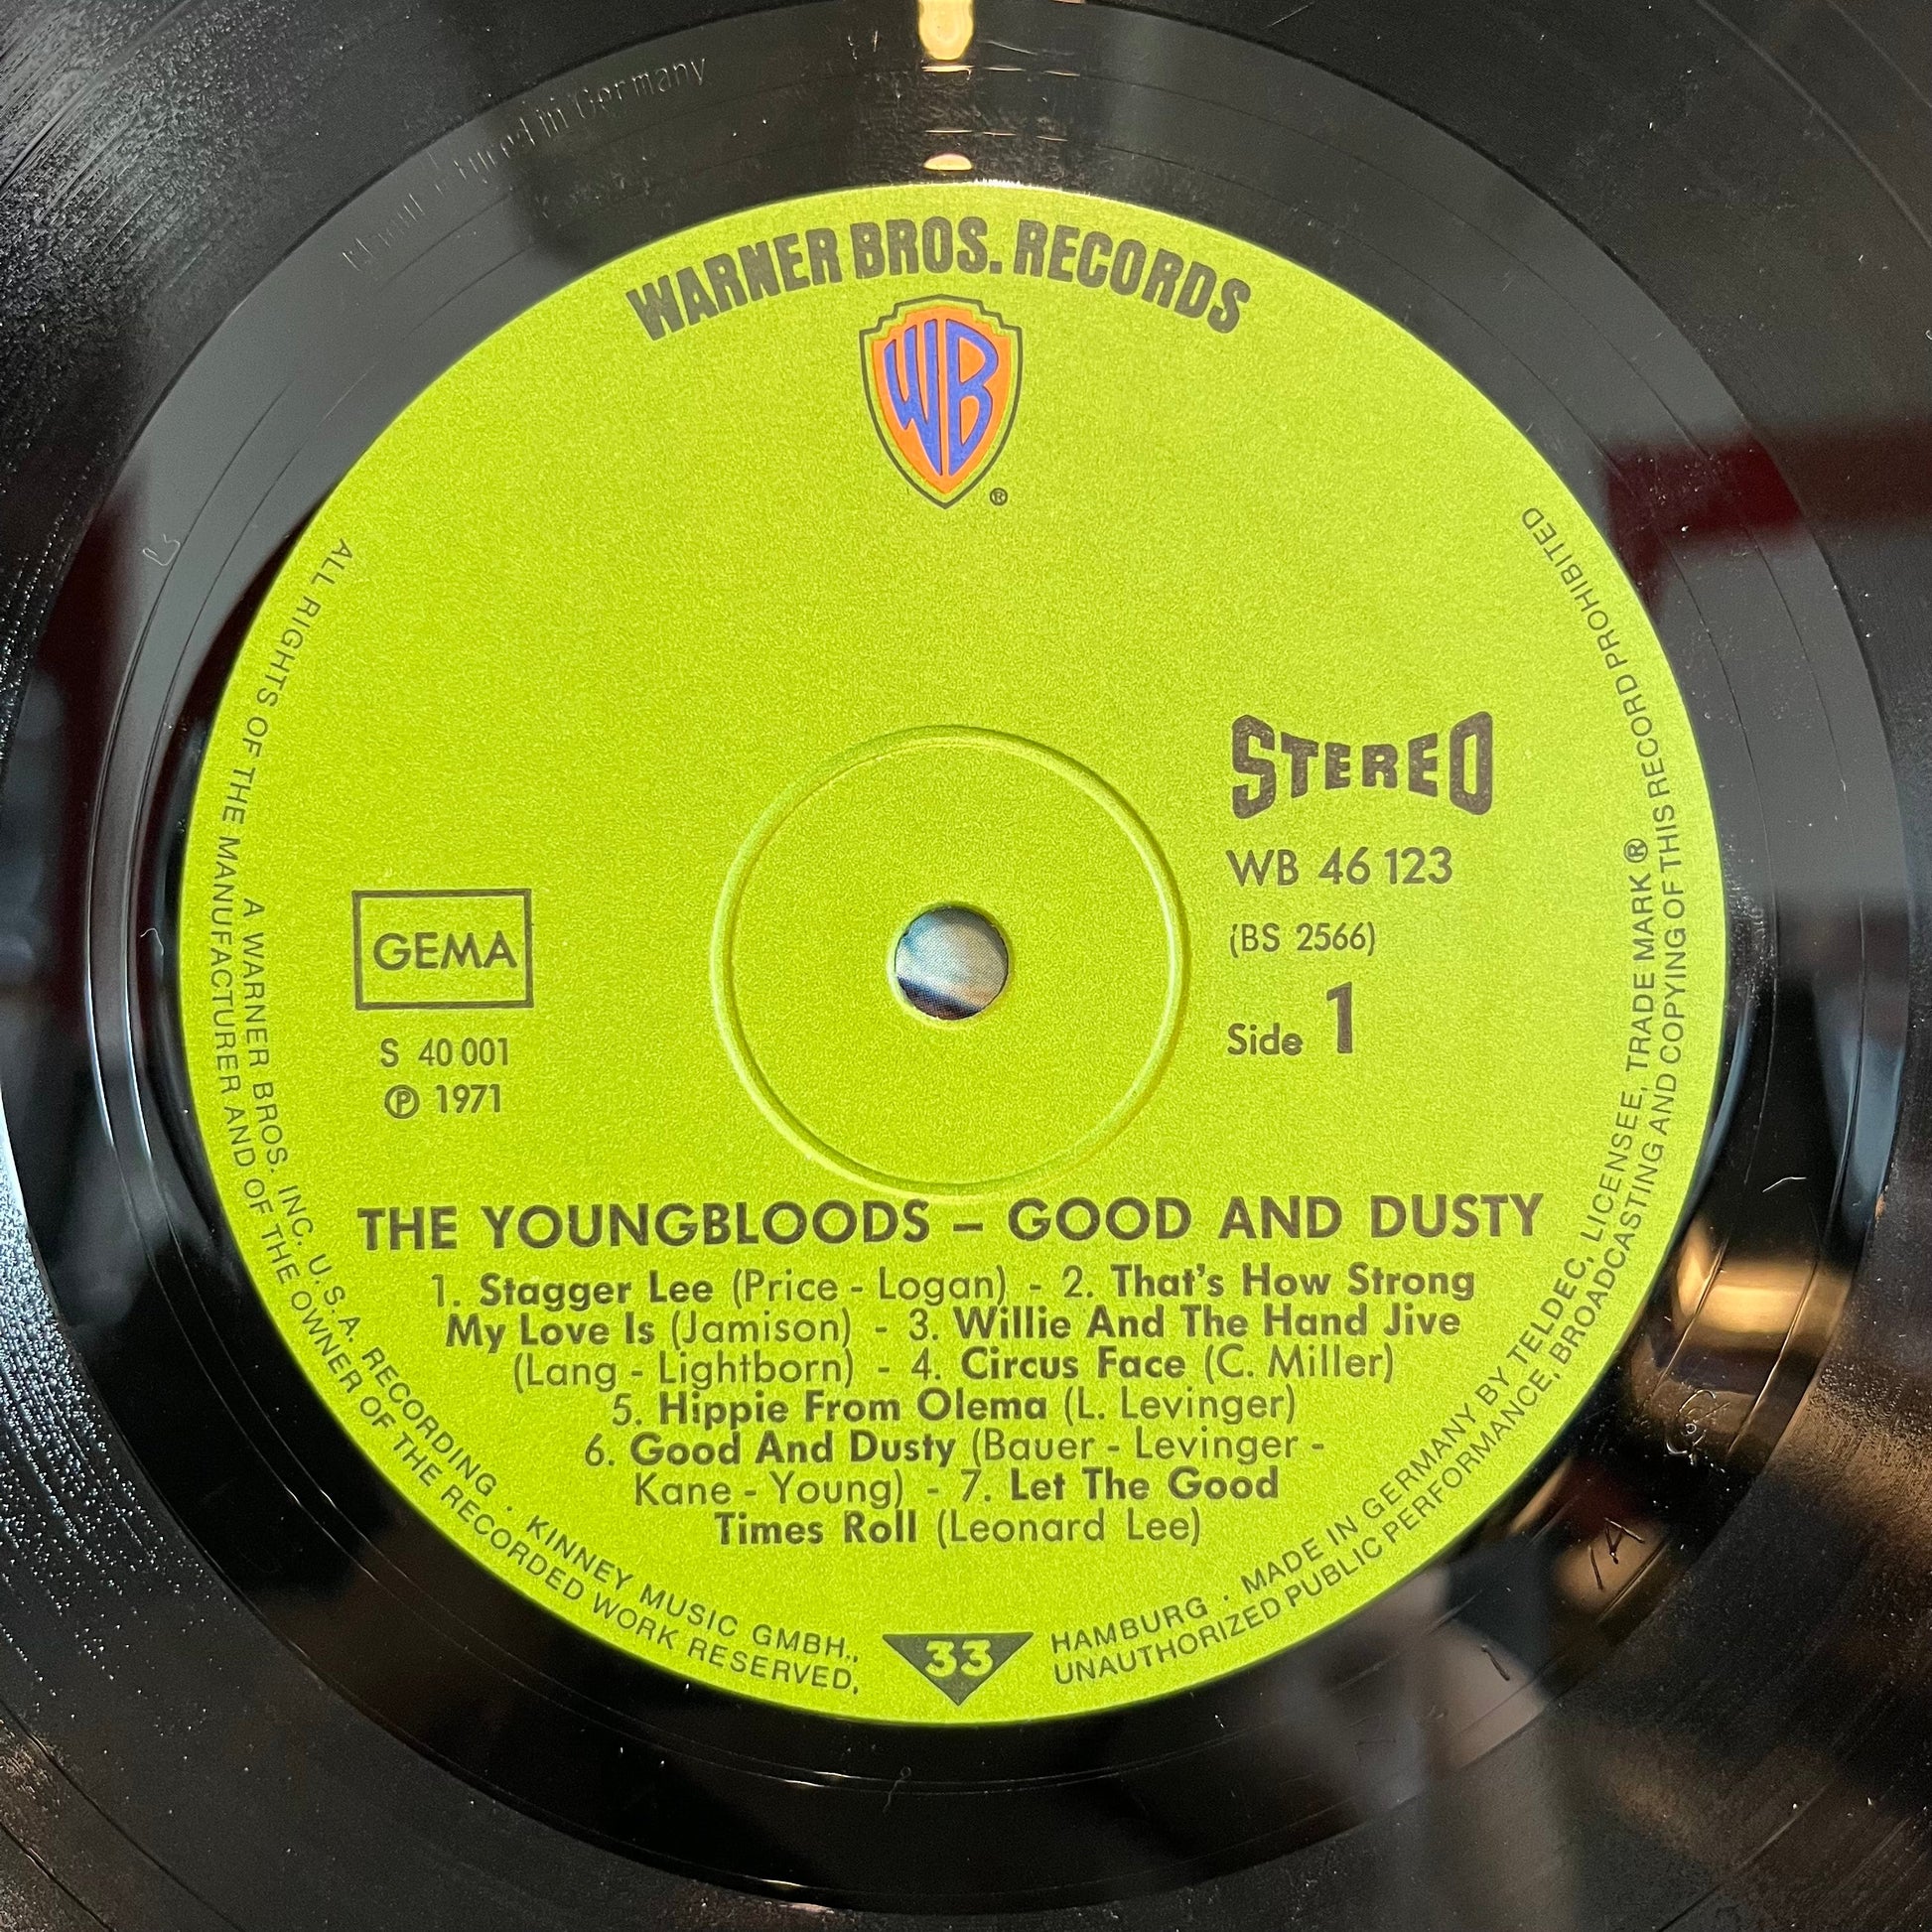 Manufactured in Germany
WARNER BROS. RECORDS
WB
®
STEREO
WB 46 123
(BS 2566)
Side 1
GEMA
S 40 001
℗ 1971
THE YOUNGBLOODS – GOOD AND DUSTY
1. Stagger Lee (Price - Logan) - 2. That's How Strong
My Love Is (Jamison) - 3. Willie And The Hand Jive
(Lang - Lightborn) - 4. Circus Face (C. Miller)
5. Hippie From Olema (L. Levinger)
6. Good And Dusty (Bauer - Levinger -
Kane - Young) - 7. Let The Good
Times Roll (Leonard Lee)
33
A WARNER BROS. INC. U.S.A. RECORDING · KINNEY MUSIC GMBH., HAMBURG · MADE IN GERMANY BY TELDEC, LICENSEE, TRADE MARK ®
ALL RIGHTS OF THE MANUFACTURER AND OF THE OWNER OF THE RECORDED WORK RESERVED, UNAUTHORIZED PUBLIC PERFORMANCE, BROADCASTING AND COPYING OF THIS RECORD PROHIBITED